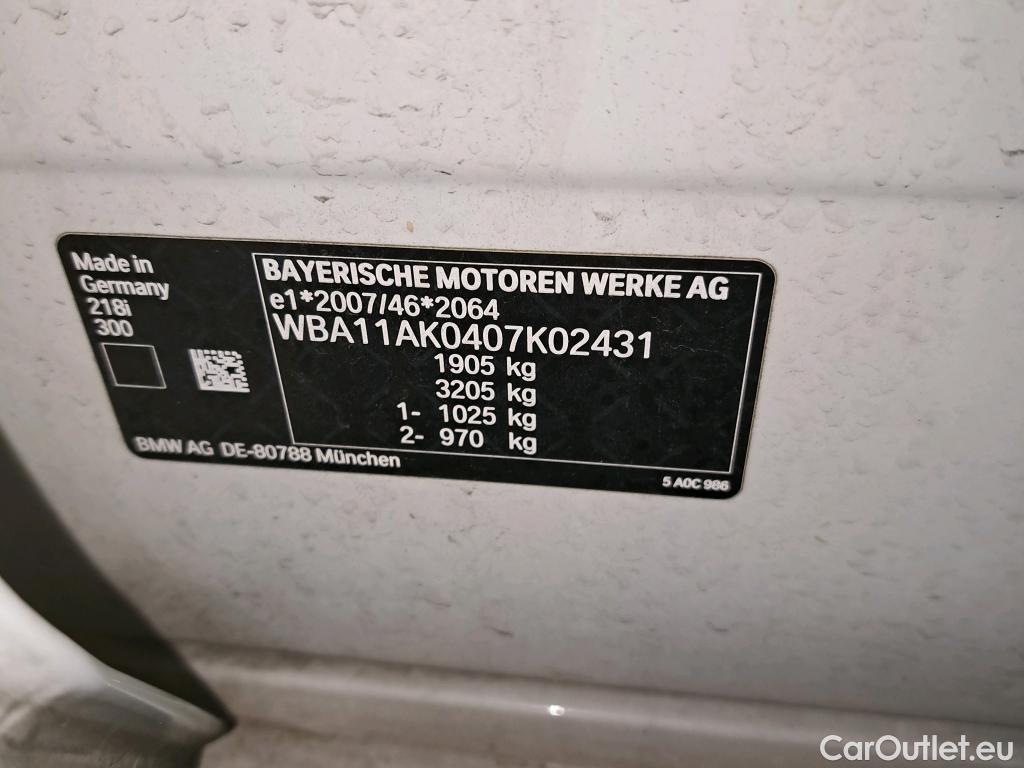 Made in
Germany
218i
300
BAYERISCHE MOTOREN WERKE AG
e1*2007/46*2064
WBA11AK0407K02431
1905 kg
3205 kg
1- 1025 kg
2- 970 kg
BMW AG DE-80788 München
5 A0C 986
CarOutlet.eu